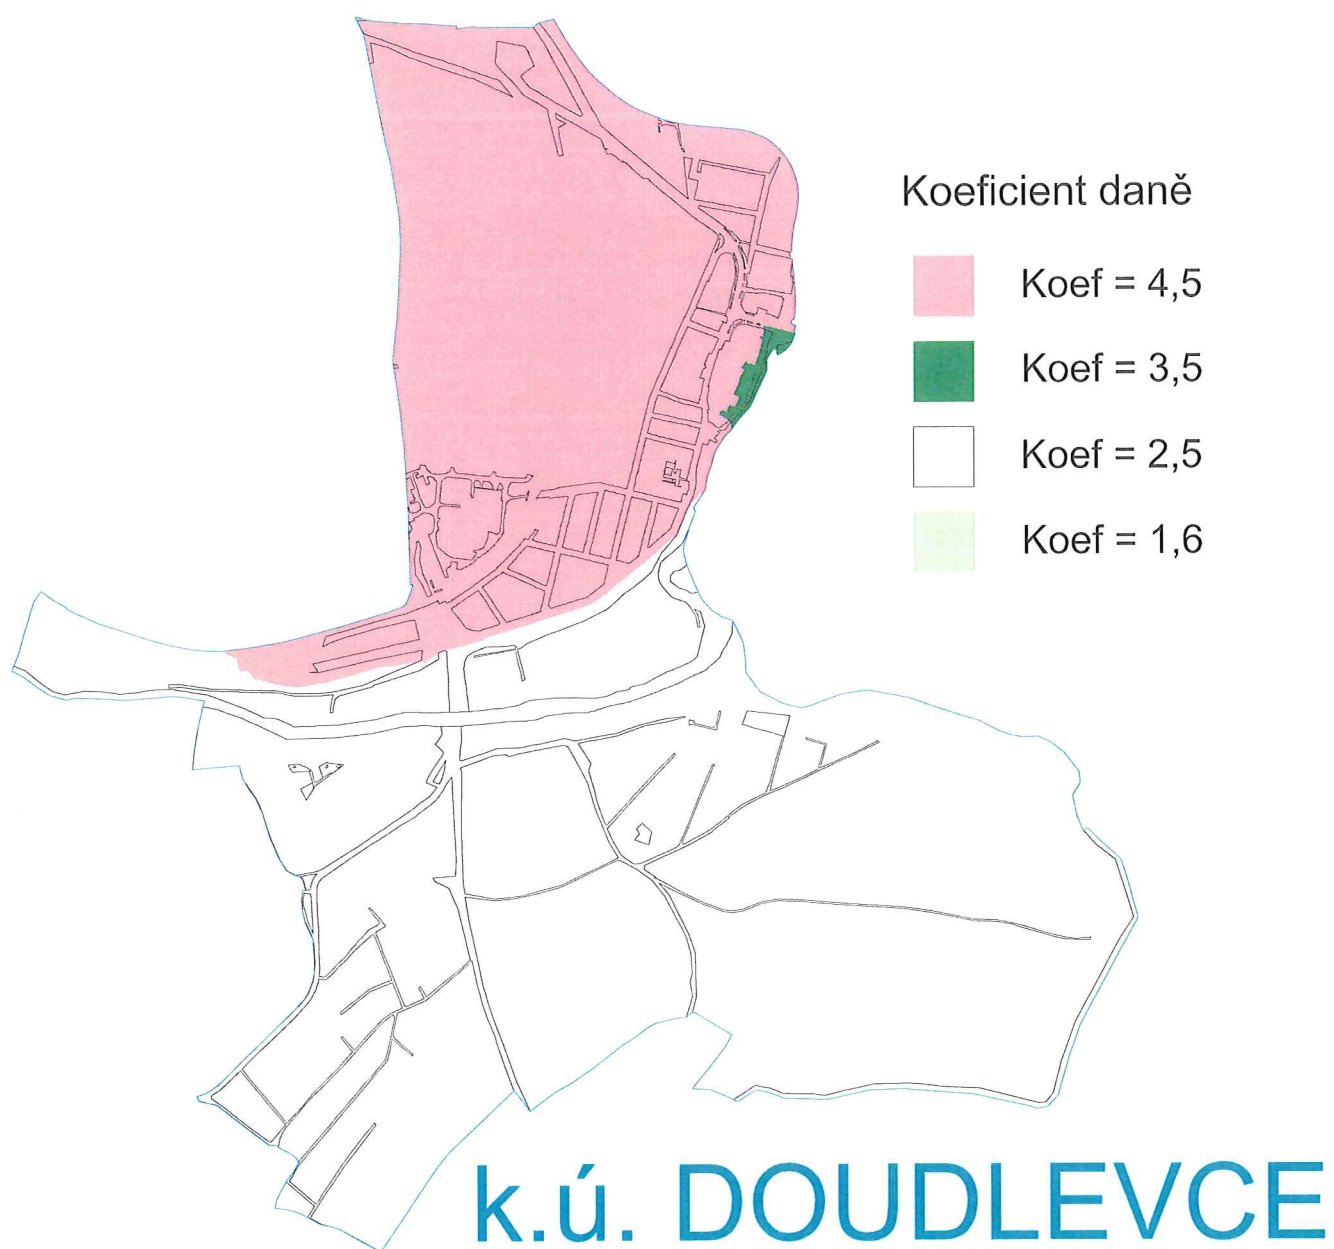 Koeficient daně
Koef = 4,5
Koef = 3,5
Koef = 2,5
Koef = 1,6
k.ú. DOUDLEVCE